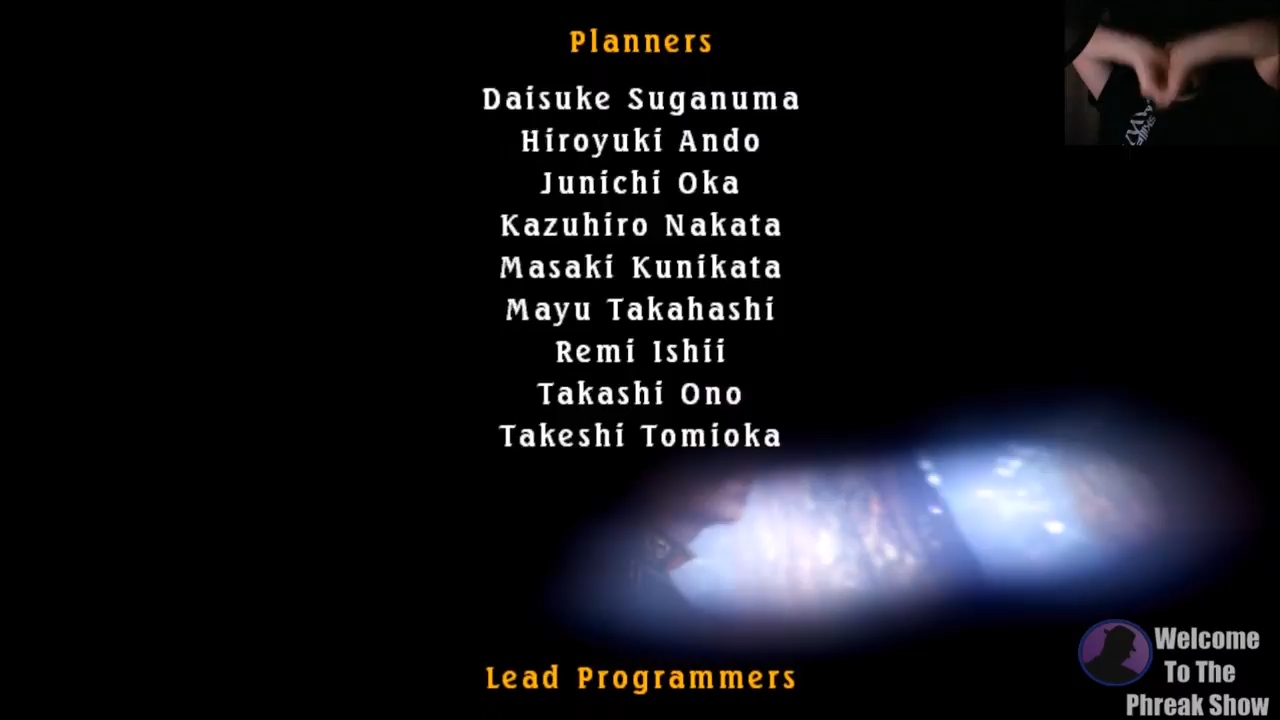 Planners
Daisuke Suganuma
Hiroyuki Ando
Junichi Oka
Kazuhiro Nakata
Masaki Kunikata
Mayu Takahashi
Remi Ishii
Takashi Ono
Takeshi Tomioka
Lead Programmers
Welcome
To The
Phreak Show